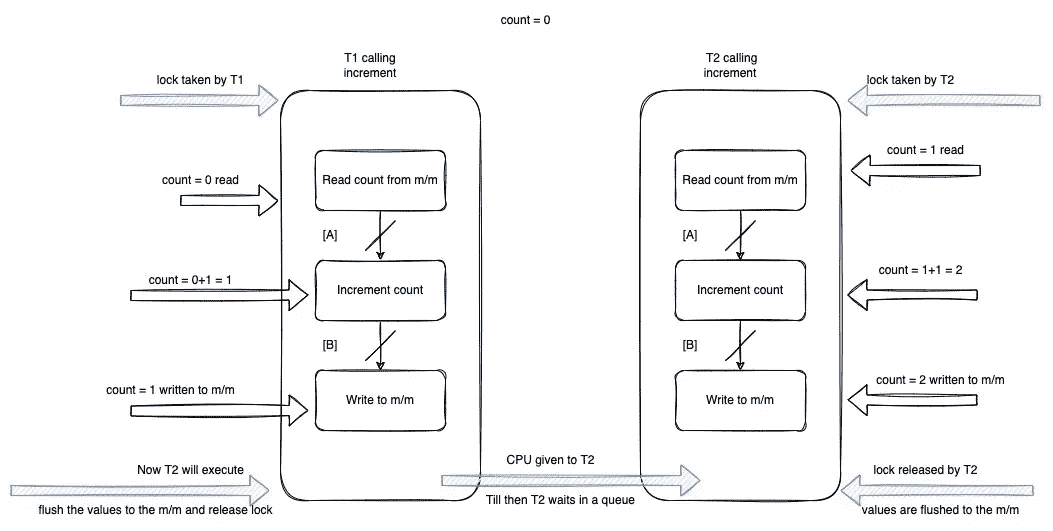 count = 0
T1 calling
increment
T2 calling
increment
lock taken by T1
lock taken by T2
count = 0 read
Read count from m/m
Read count from m/m
count = 1 read
[A]
[A]
count = 0+1 = 1
Increment count
Increment count
count = 1+1 = 2
[B]
[B]
count = 1 written to m/m
Write to m/m
Write to m/m
count = 2 written to m/m
Now T2 will execute
flush the values to the m/m and release lock
CPU given to T2
Till then T2 waits in a queue
lock released by T2
values are flushed to the m/m